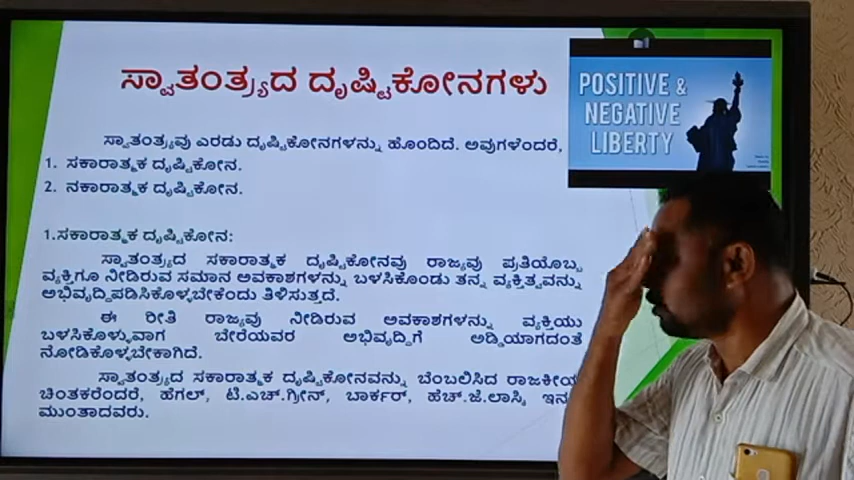 ಸ್ವಾತಂತ್ರ್ಯದ ದೃಷ್ಟಿಕೋನಗಳು
POSITIVE &
NEGATIVE
LIBERTY
ಸ್ವಾತಂತ್ರ್ಯವು ಎರಡು ದೃಷ್ಟಿಕೋನಗಳನ್ನು ಹೊಂದಿದೆ. ಅವುಗಳೆಂದರೆ,
1. ಸಕಾರಾತ್ಮಕ ದೃಷ್ಟಿಕೋನ.
2. ನಕಾರಾತ್ಮಕ ದೃಷ್ಟಿಕೋನ.
1.ಸಕಾರಾತ್ಮಕ ದೃಷ್ಟಿಕೋನ:
ಸ್ವಾತಂತ್ರ್ಯದ ಸಕಾರಾತ್ಮಕ ದೃಷ್ಟಿಕೋನವು ರಾಜ್ಯವು ಪ್ರತಿಯೊಬ್ಬ
ವ್ಯಕ್ತಿಗೂ ನೀಡಿರುವ ಸಮಾನ ಅವಕಾಶಗಳನ್ನು ಬಳಸಿಕೊಂಡು ತನ್ನ ವ್ಯಕ್ತಿತ್ವವನ್ನು
ಅಭಿವೃದ್ಧಿಪಡಿಸಿಕೊಳ್ಳಬೇಕೆಂದು ತಿಳಿಸುತ್ತದೆ.
ಈ ರೀತಿ ರಾಜ್ಯವು ನೀಡಿರುವ ಅವಕಾಶಗಳನ್ನು ವ್ಯಕ್ತಿಯು
ಬಳಸಿಕೊಳ್ಳುವಾಗ ಬೇರೆಯವರ ಅಭಿವೃದ್ಧಿಗೆ ಅಡ್ಡಿಯಾಗದಂತೆ
ನೋಡಿಕೊಳ್ಳಬೇಕಾಗಿದೆ.
ಸ್ವಾತಂತ್ರ್ಯದ ಸಕಾರಾತ್ಮಕ ದೃಷ್ಟಿಕೋನವನ್ನು ಬೆಂಬಲಿಸಿದ ರಾಜಕೀಯ
ಚಿಂತಕರೆಂದರೆ, ಹೆಗಲ್, ಟಿ.ಎಚ್.ಗ್ರೀನ್, ಬಾರ್ಕರ್, ಹೆಚ್.ಜೆ.ಲಾಸ್ಕಿ
ಮುಂತಾದವರು.